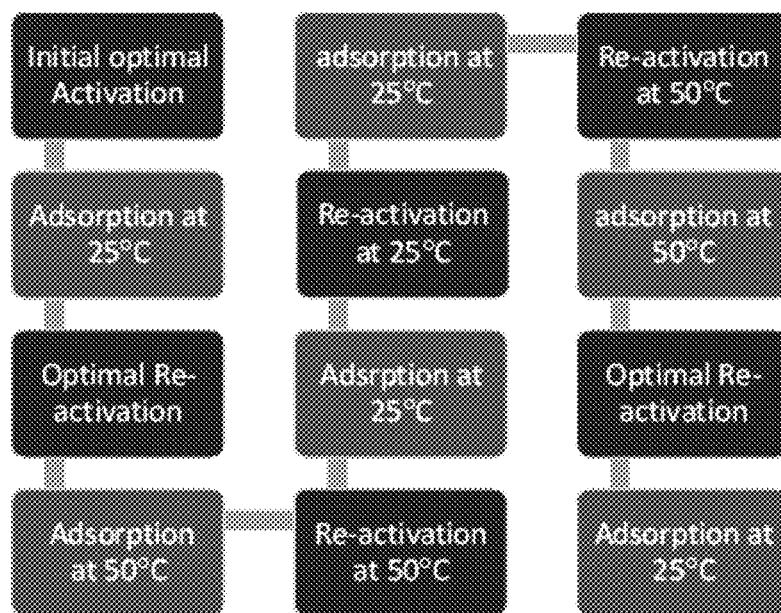 Initial optimal
Activation
Adsorption at
25°C
Optimal Re-
activation
Adsorption
at 50°C
Re-activation
at 50°C
Adsrption at
25°C
Re-activation
at 25°C
adsorption at
25°C
Re-activation
at 50°C
adsorption at
50°C
Optimal Re-
activation
Adsorption at
25°C